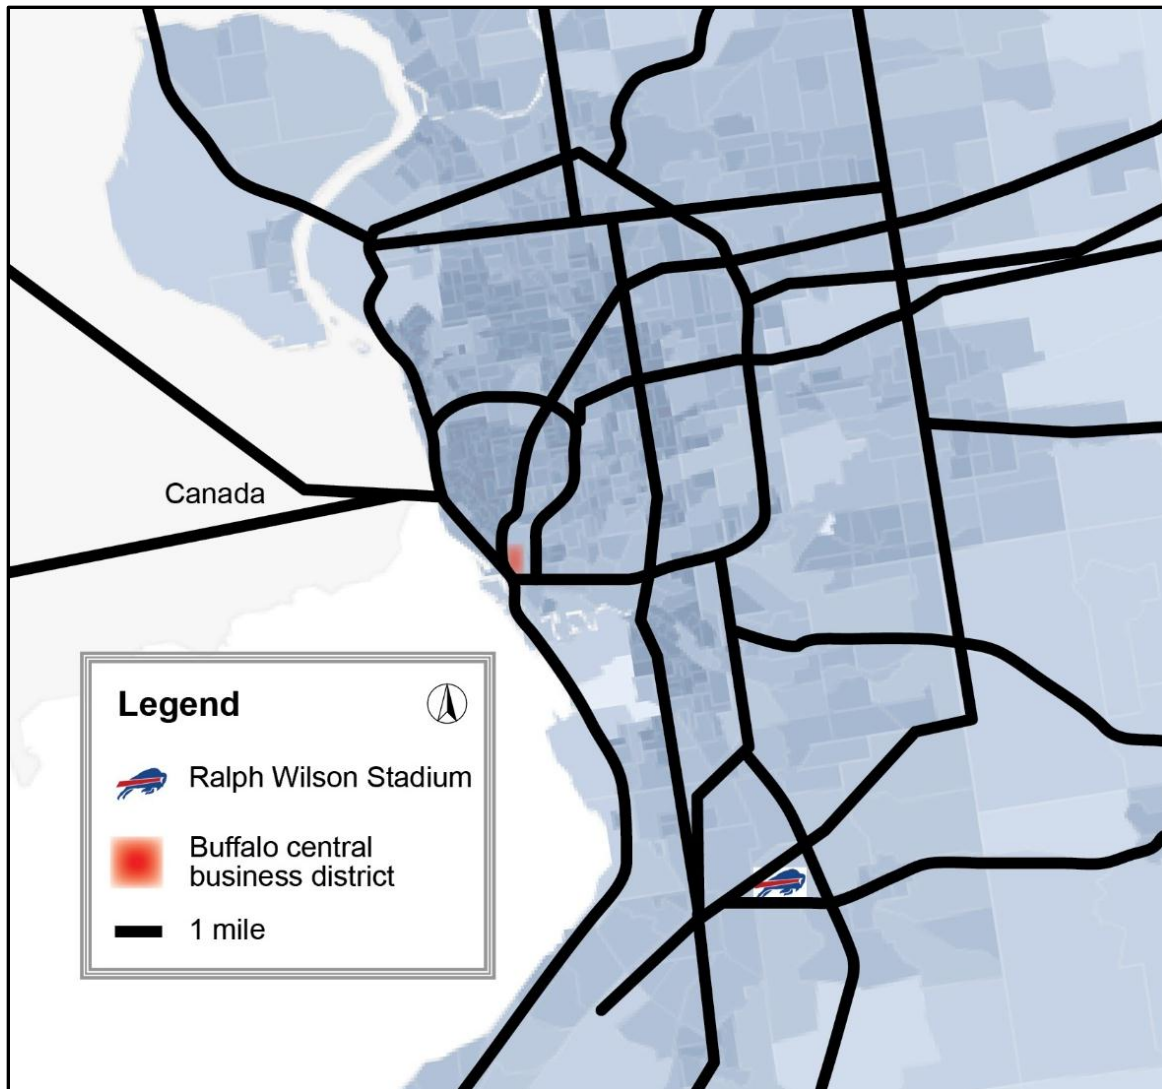 Canada
Legend
Ralph Wilson Stadium
Buffalo central
business district
1 mile